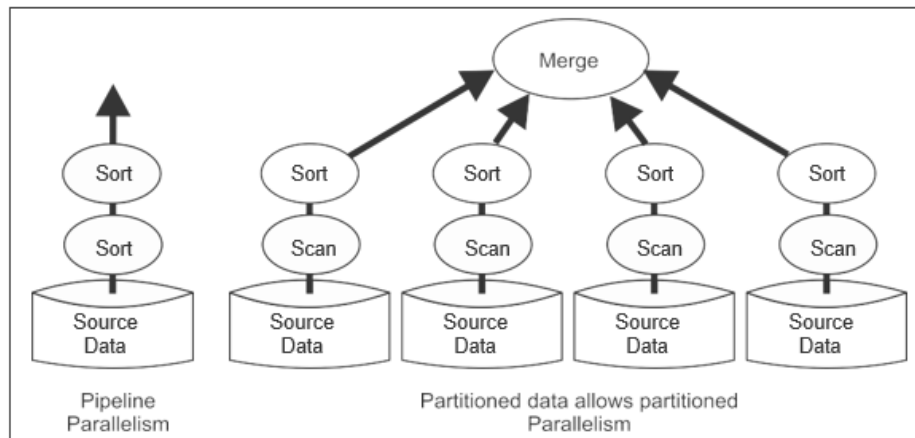 Merge
Sort Sort Sort Sort Sort
Sort Scan Scan Scan Scan
Source Source Source Source Source
Data Data Data Data Data
Pipeline Partitioned data allows partitioned
Parallelism Parallelism